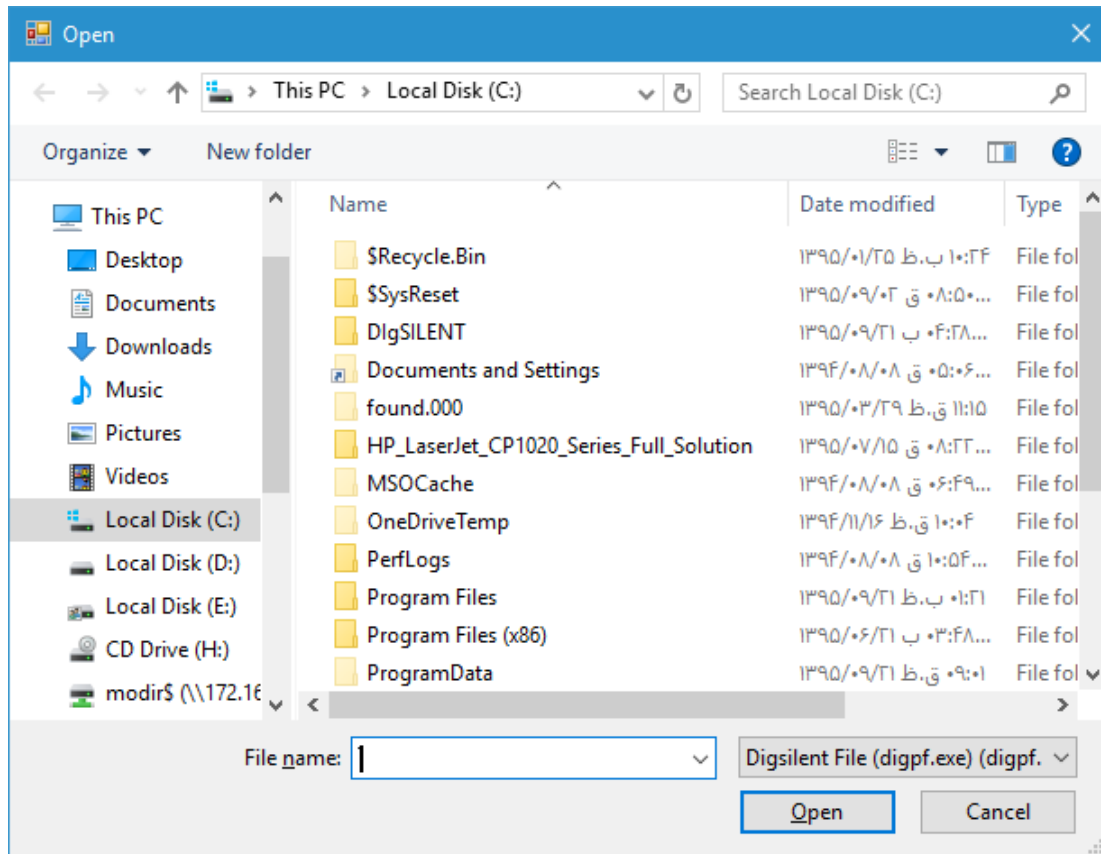 Open
This PC > Local Disk (C:)
Search Local Disk (C:)
Organize
New folder
This PC
Desktop
Documents
Downloads
Music
Pictures
Videos
Local Disk (C:)
Local Disk (D:)
Local Disk (E:)
CD Drive (H:)
modir$ (\\172.16
Name Date modified Type
$Recycle.Bin ۱۳۹۵/۰۱/۲۵ ب.ظ ۱۰:۲۴ File fol
$SysReset ۱۳۹۵/۰۹/۰۲ ق ۰۸:۵۰... File fol
DIgSILENT ۱۳۹۵/۰۹/۲۱ ب ۰۴:۲۸... File fol
Documents and Settings ۱۳۹۴/۰۸/۰۸ ق ۰۵:۰۶... File fol
found.000 ۱۳۹۵/۰۳/۲۹ ق.ظ ۱۱:۱۵ File fol
HP_LaserJet_CP1020_Series_Full_Solution ۱۳۹۵/۰۷/۱۵ ق ۰۸:۲۲... File fol
MSOCache ۱۳۹۴/۰۸/۰۸ ق ۰۶:۴۹... File fol
OneDriveTemp ۱۳۹۴/۱۱/۱۶ ق.ظ ۱۰:۰۴ File fol
PerfLogs ۱۳۹۴/۰۸/۰۸ ق ۱۰:۵۴... File fol
Program Files ۱۳۹۵/۰۹/۲۱ ب.ظ ۰۱:۲۱ File fol
Program Files (x86) ۱۳۹۵/۰۶/۲۱ ب ۰۳:۴۸... File fol
ProgramData ۱۳۹۵/۰۹/۲۱ ق.ظ ۰۹:۰۱ File fol
File name:
Digsilent File (digpf.exe) (digpf.
Open
Cancel